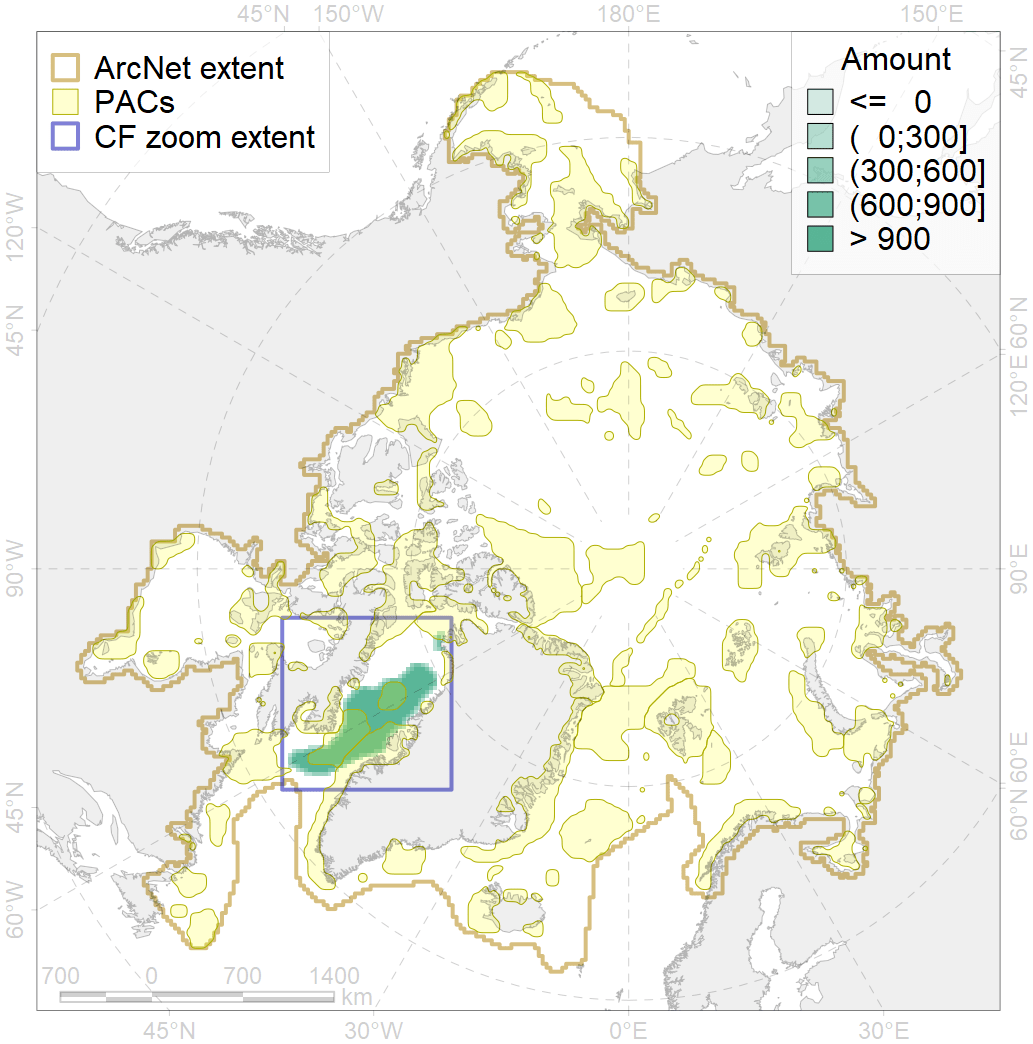 45°N 150°W 180°E 150°E
ArcNet extent
PACs
CF zoom extent
Amount
<= 0
( 0;300]
(300;600]
(600;900]
> 900
120°W
45°N
90°W
45°N
60°W
45°N
60°N
120°E
90°E
60°E
60°N
700 0 700 1400
km
45°N 30°W 0°E 30°E